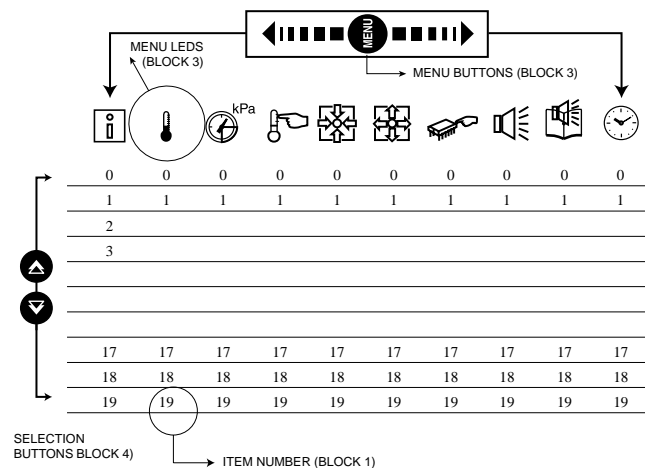 MENU
MENU LEDS
(BLOCK 3)
MENU BUTTONS (BLOCK 3)
i
kPa
0 0 0 0 0 0 0 0 0 0
1 1 1 1 1 1 1 1 1 1
2
3
17 17 17 17 17 17 17 17 17 17
18 18 18 18 18 18 18 18 18 18
19 19 19 19 19 19 19 19 19 19
SELECTION
BUTTONS BLOCK 4)
ITEM NUMBER (BLOCK 1)